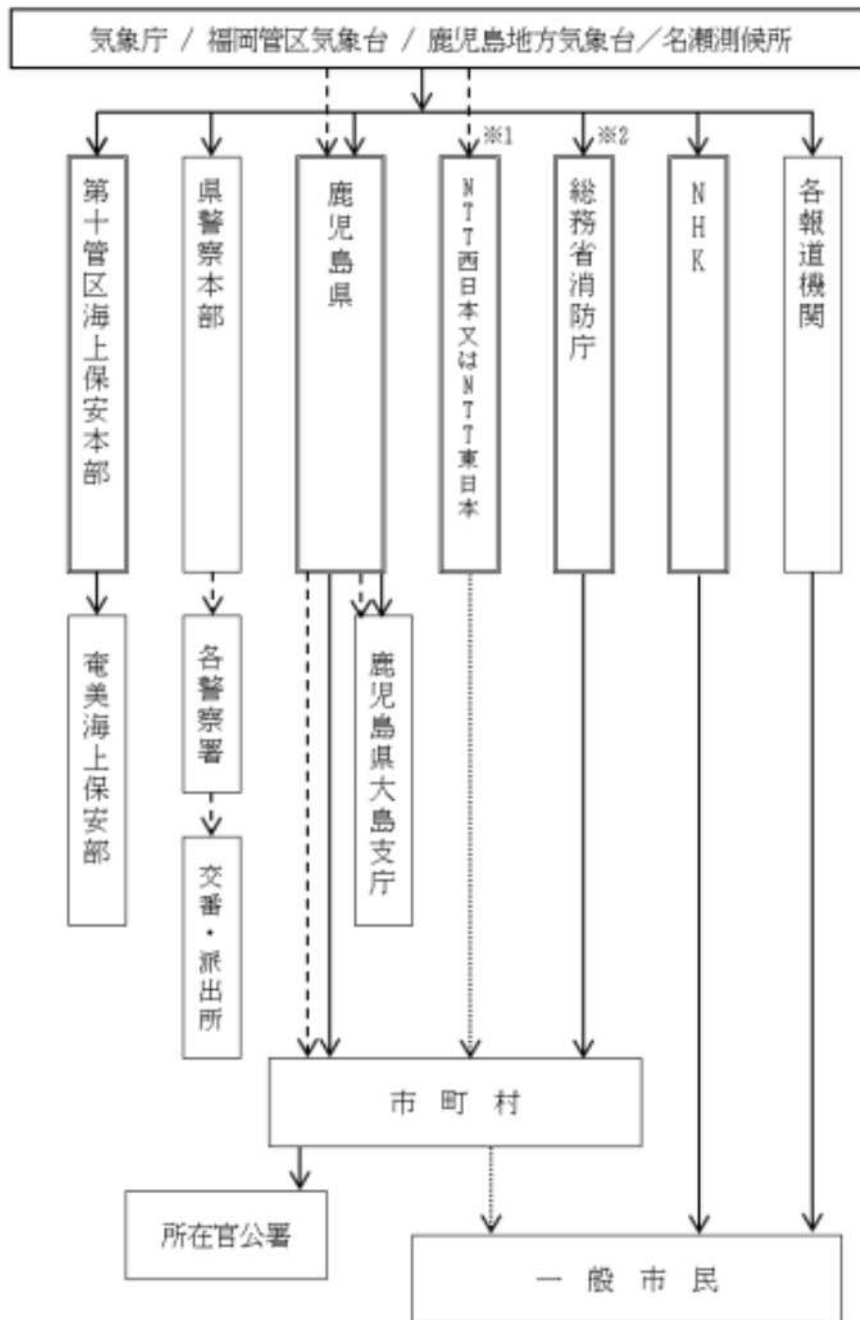 気象庁 / 福岡管区気象台 / 鹿児島地方気象台／名瀬測候所
※1
※2
第十管区海上保安本部
県警察本部
鹿児島県
NTT西日本又はNTT東日本
総務省消防庁
NHK
各報道機関
奄美海上保安部
各警察署
鹿児島県大島支庁
交番・派出所
市町村
所在官公署
一般市民